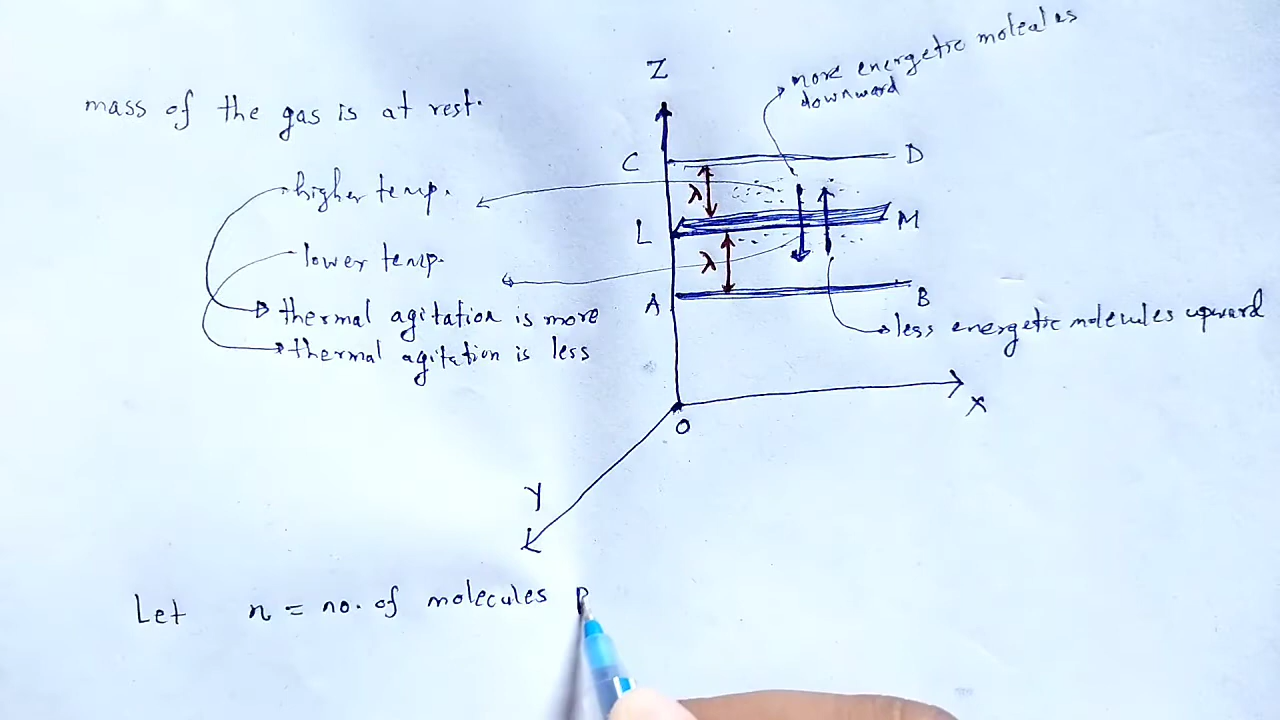 more energetic molecules
downward
Z
mass of the gas is at rest.
C
D
higher temp.
λ
L
M
lower temp.
λ
A
B
thermal agitation is more
less energetic molecules upward
thermal agitation is less
X
O
Y
Let n = no. of molecules P